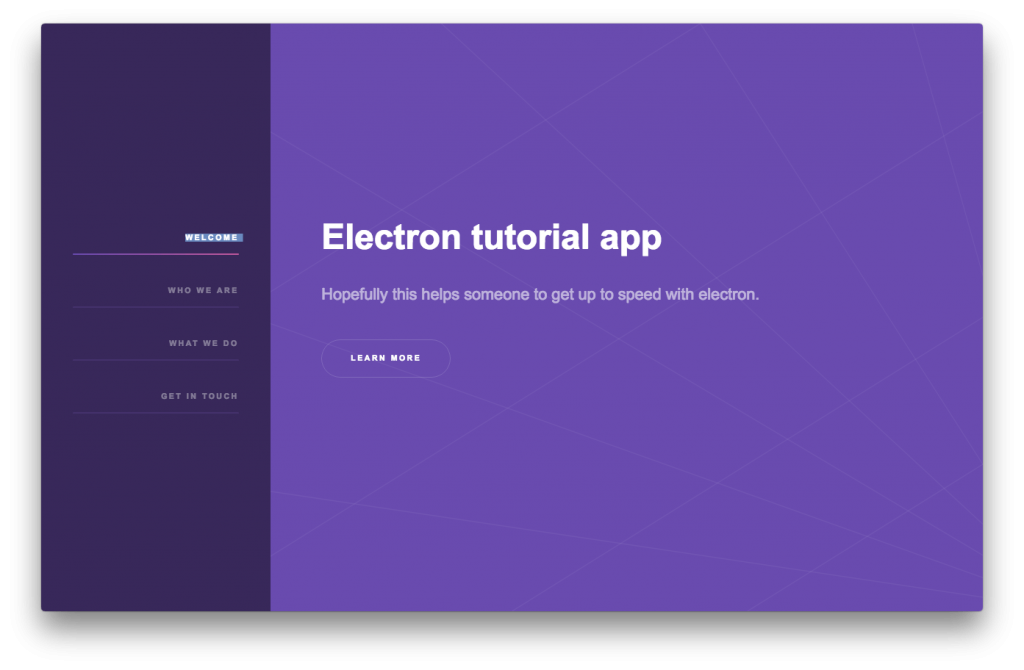 WELCOME
WHO WE ARE
WHAT WE DO
GET IN TOUCH
Electron tutorial app
Hopefully this helps someone to get up to speed with electron.
LEARN MORE